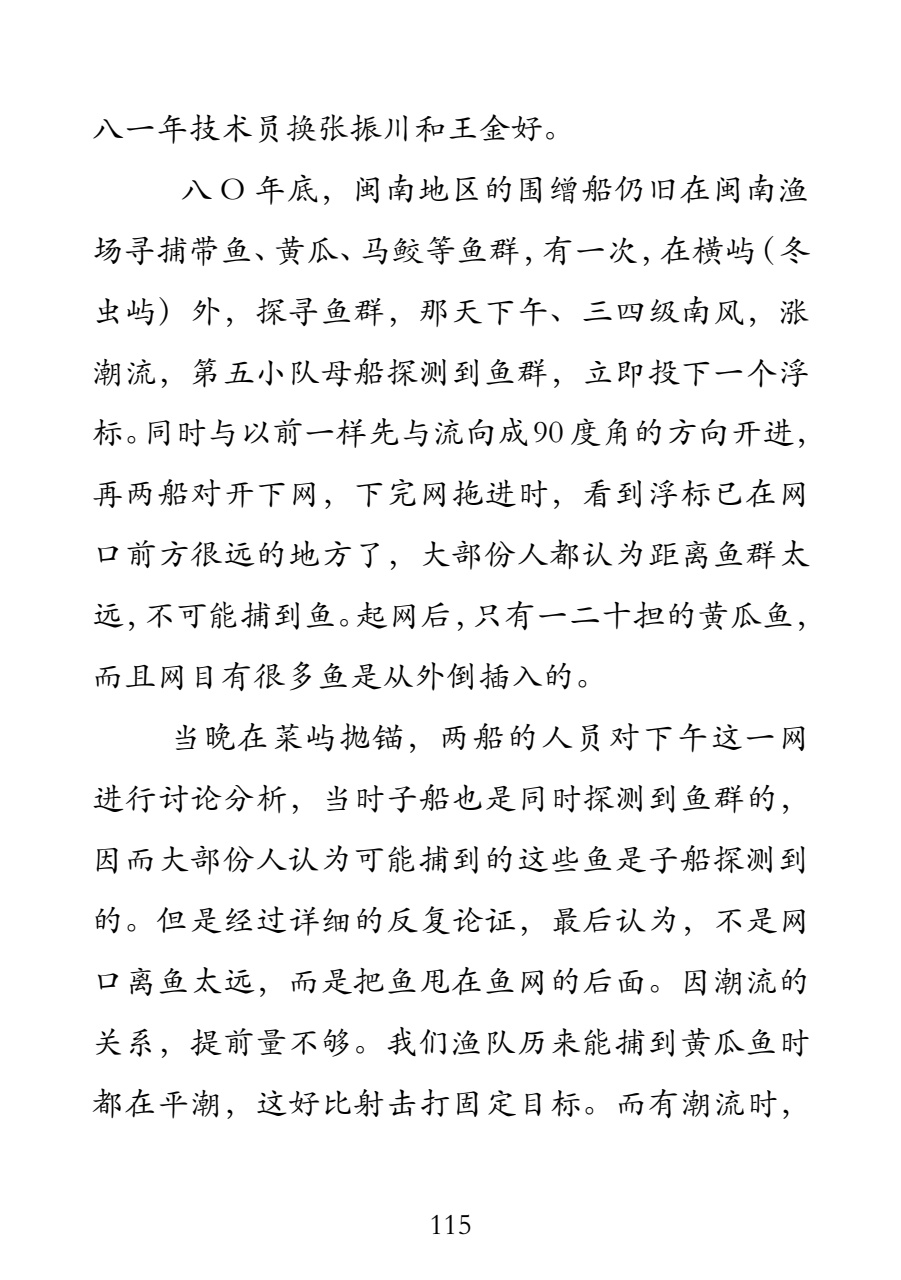 八一年技术员换张振川和王金好。
八〇年底，闽南地区的围缯船仍旧在闽南渔
场寻捕带鱼、黄瓜、马鲛等鱼群，有一次，在横屿（冬
虫屿）外，探寻鱼群，那天下午、三四级南风，涨
潮流，第五小队母船探测到鱼群，立即投下一个浮
标。同时与以前一样先与流向成90度角的方向开进，
再两船对开下网，下完网拖进时，看到浮标已在网
口前方很远的地方了，大部份人都认为距离鱼群太
远，不可能捕到鱼。起网后，只有一二十担的黄瓜鱼，
而且网目有很多鱼是从外倒插入的。
当晚在菜屿抛锚，两船的人员对下午这一网
进行讨论分析，当时子船也是同时探测到鱼群的，
因而大部份人认为可能捕到的这些鱼是子船探测到
的。但是经过详细的反复论证，最后认为，不是网
口离鱼太远，而是把鱼甩在鱼网的后面。因潮流的
关系，提前量不够。我们渔队历来能捕到黄瓜鱼时
都在平潮，这好比射击打固定目标。而有潮流时，
115